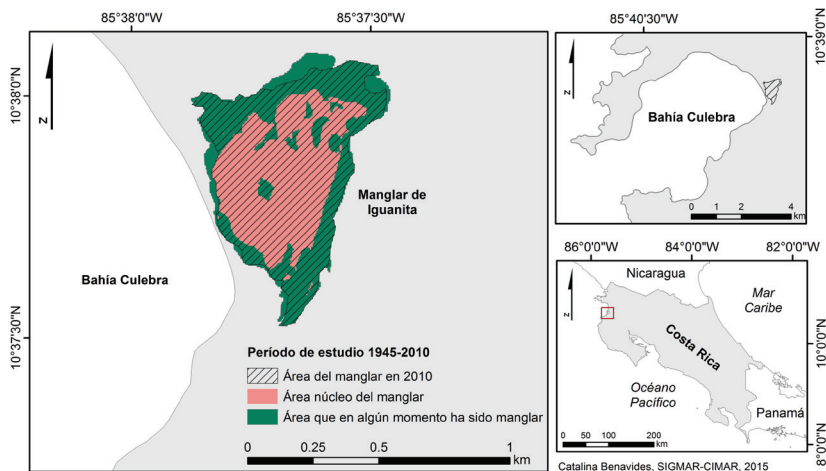 85°38'0"W
85°37'30"W
10°38'0"N
10°37'30"N
N
Manglar de
Iguanita
Bahía Culebra
Período de estudio 1945-2010
Área del manglar en 2010
Área núcleo del manglar
Área que en algún momento ha sido manglar
0 0.25 0.5 1
km
85°40'30"W
10°39'0"N
N
Bahía Culebra
0 1 2 4
km
86°0'0"W 84°0'0"W 82°0'0"W
N
Nicaragua
Mar
Caribe
Costa Rica
10°0'0"N
Océano
Pacífico
Panamá
0 50 100 200
km
8°0'0"N
Catalina Benavides, SIGMAR-CIMAR, 2015